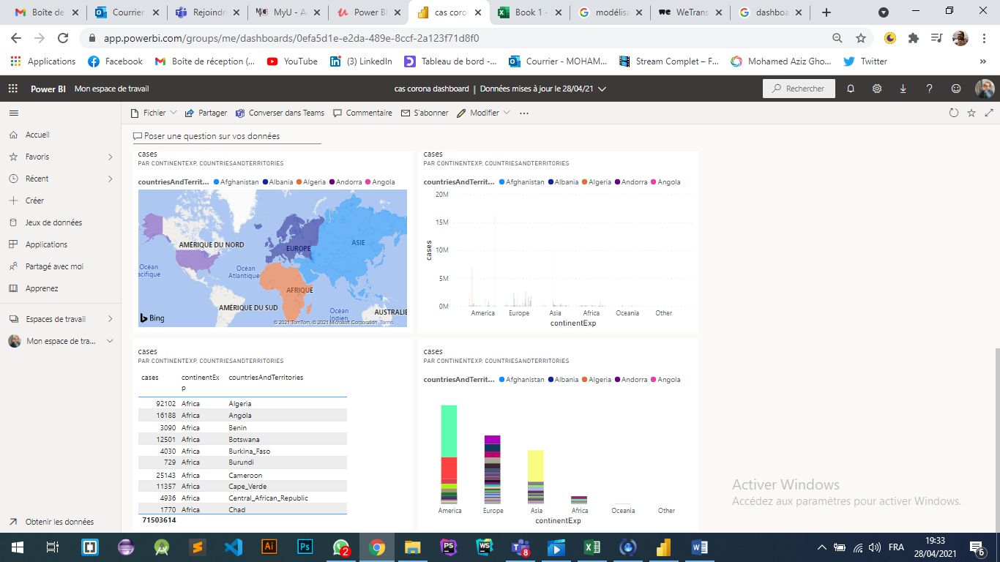 Boîte de
Courrier
Rejoindr
MyU - A
Power BI
cas coro
Book 1 -
modélisa
WeTrans
dashboa
app.powerbi.com/groups/me/dashboards/0efa5d1e-e2da-489e-8ccf-2a123f71d8f0
Applications
Facebook
Boîte de réception (...
YouTube
(3) LinkedIn
Tableau de bord -...
Courrier - MOHAM...
Stream Complet – F...
Mohamed Aziz Gho...
Twitter
»
Power BI Mon espace de travail
cas corona dashboard | Données mises à jour le 28/04/21
Rechercher
Fichier
Partager
Converser dans Teams
Commentaire
S'abonner
Modifier
...
Accueil
Favoris
Récent
Créer
Jeux de données
Applications
Partagé avec moi
Apprenez
Espaces de travail
Mon espace de tra...
Obtenir les données
Poser une question sur vos données
cases
PAR CONTINENTEXP, COUNTRIESANDTERRITORIES
countriesAndTerrit... Afghanistan Albania Algeria Andorra Angola
AMÉRIQUE DU NORD
EUROPE
ASIE
Océan
acifique
Océan
Atlantique
AFRIQUE
AMÉRIQUE DU SUD
Océan
Indien
AUSTRALIE
Bing
© 2021 TomTom, © 2021 Microsoft Corporation Terms
cases
PAR CONTINENTEXP, COUNTRIESANDTERRITORIES
countriesAndTerrit... Afghanistan Albania Algeria Andorra Angola
20M
15M
10M
5M
0M
cases
America Europe Asia Africa Oceania Other
continentExp
cases
PAR CONTINENTEXP, COUNTRIESANDTERRITORIES
cases continentEx countriesAndTerritories
p
92102 Africa Algeria
16188 Africa Angola
3090 Africa Benin
12501 Africa Botswana
4030 Africa Burkina_Faso
729 Africa Burundi
25143 Africa Cameroon
11357 Africa Cape_Verde
4936 Africa Central_African_Republic
1770 Africa Chad
71503614
cases
PAR CONTINENTEXP, COUNTRIESANDTERRITORIES
countriesAndTerrit... Afghanistan Albania Algeria Andorra Angola
America Europe Asia Africa Oceania Other
continentExp
Activer Windows
Accédez aux paramètres pour activer Windows.
Ai
Ps
2
PS
WS
8
FRA
19:33
28/04/2021
6